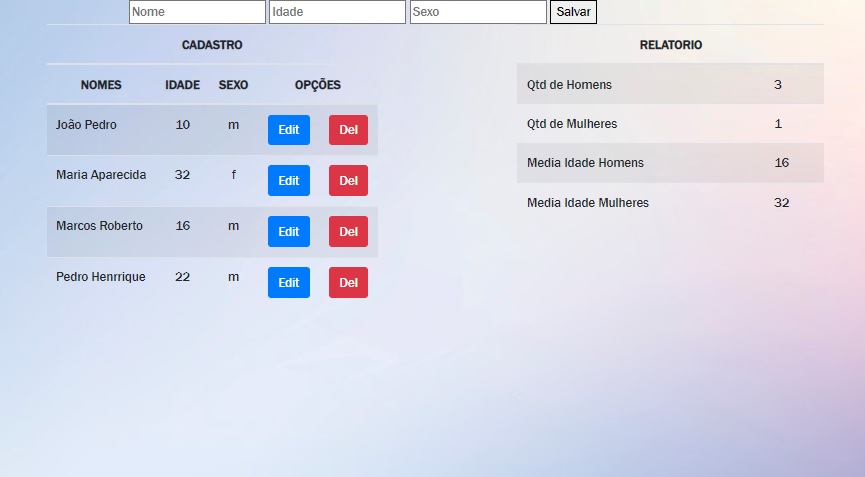 Nome Idade Sexo Salvar
CADASTRO
NOMES IDADE SEXO OPÇÕES
João Pedro 10 m Edit Del
Maria Aparecida 32 f Edit Del
Marcos Roberto 16 m Edit Del
Pedro Henrrique 22 m Edit Del
RELATORIO
Qtd de Homens 3
Qtd de Mulheres 1
Media Idade Homens 16
Media Idade Mulheres 32